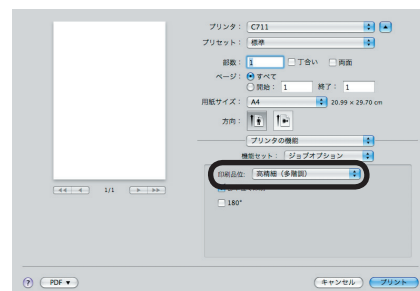 プリンタ： C711
プリセット： 標準
部数： 1 丁合い 両面
ページ： すべて
開始： 1 終了： 1
用紙サイズ： A4 20.99 x 29.70 cm
方向：
プリンタの機能
機能セット： ジョブオプション
印刷品位: 高精細（多階調）
180°
1/1
? PDF▼ キャンセル プリント